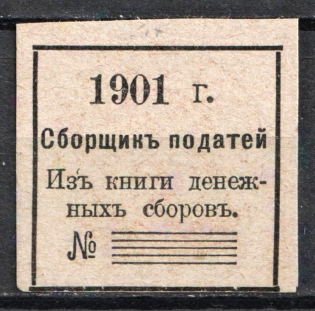 1901 г.
Сборщикъ податей
Изъ книги денеж-
ныхъ сборовъ.
№